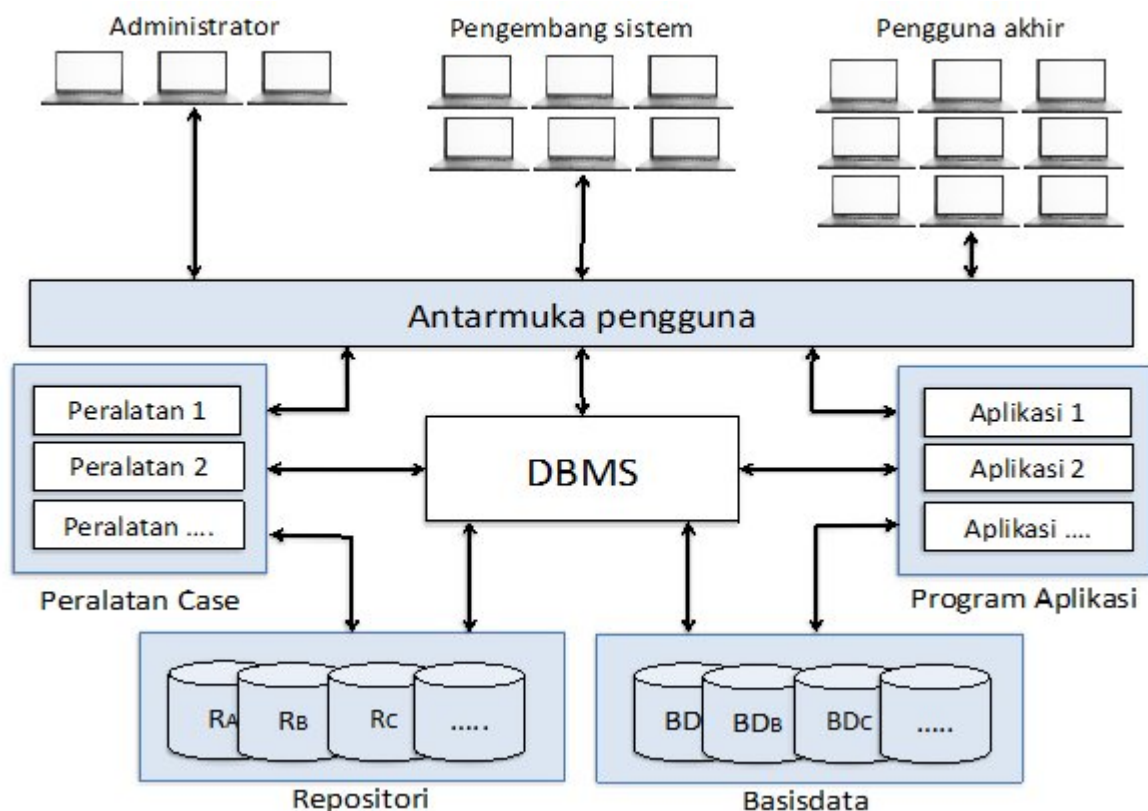 Administrator
Pengembang sistem
Pengguna akhir
Antarmuka pengguna
Peralatan 1
Peralatan 2
Peralatan ....
Peralatan Case
DBMS
Aplikasi 1
Aplikasi 2
Aplikasi ....
Program Aplikasi
RA
RB
RC
.....
Repositori
BD
BDB
BDC
.....
Basisdata